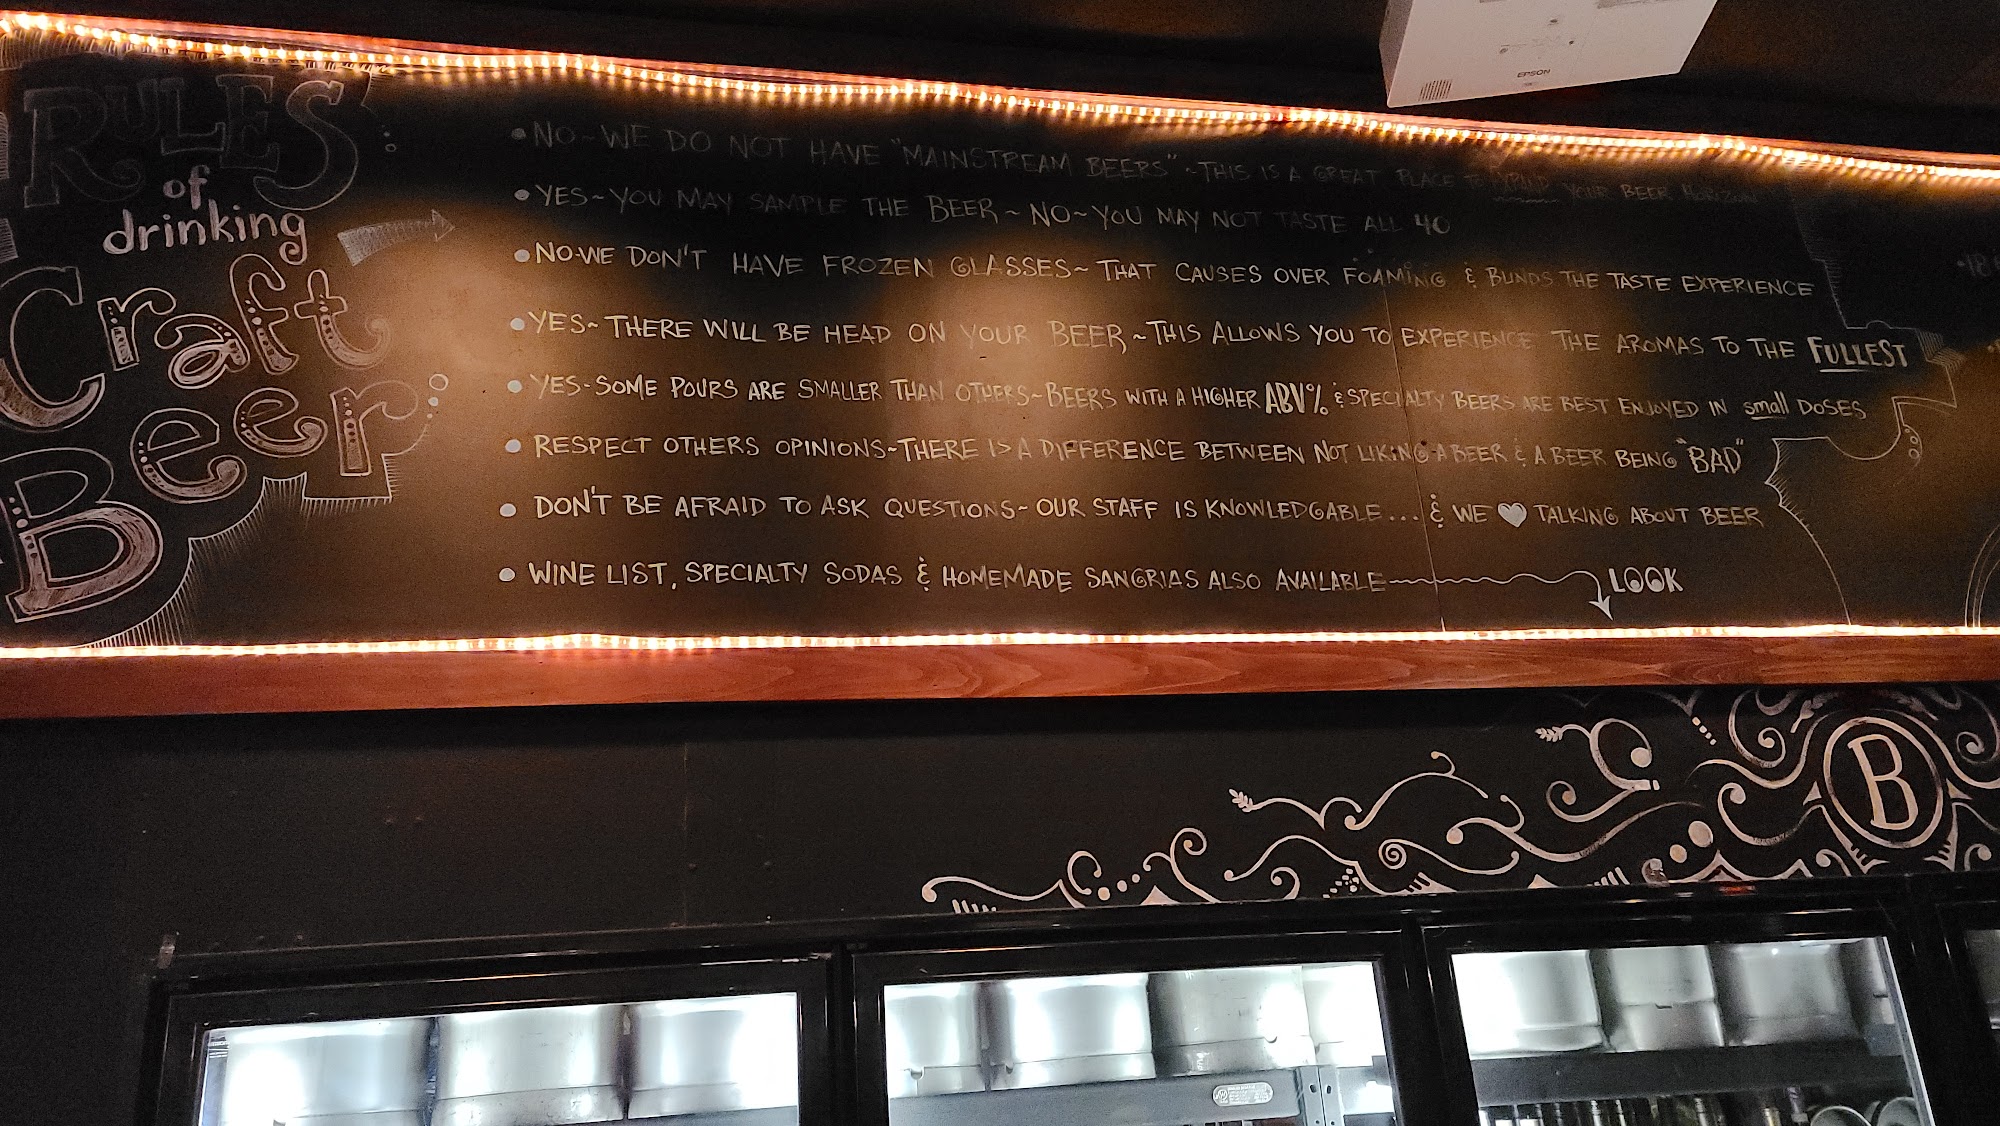 RULES
of
drinking
Craft
Beer
• NO~WE DO NOT HAVE "MAINSTREAM BEERS"~THIS IS A GREAT PLACE TO EXPAND YOUR BEER HORIZON
• YES~YOU MAY SAMPLE THE BEER~NO~YOU MAY NOT TASTE ALL 40
• NO-WE DON'T HAVE FROZEN GLASSES~THAT CAUSES OVER FOAMING & BLINDS THE TASTE EXPERIENCE
• YES~THERE WILL BE HEAD ON YOUR BEER~THIS ALLOWS YOU TO EXPERIENCE THE AROMAS TO THE FULLEST
• YES-SOME POURS ARE SMALLER THAN OTHERS~BEERS WITH A HIGHER ABV% & SPECIALTY BEERS ARE BEST ENJOYED IN small DOSES
• RESPECT OTHERS OPINIONS~THERE IS A DIFFERENCE BETWEEN NOT LIKING A BEER & A BEER BEING "BAD"
• DON'T BE AFRAID TO ASK QUESTIONS~OUR STAFF IS KNOWLEDGABLE... & WE ♥ TALKING ABOUT BEER
• WINE LIST, SPECIALTY SODAS & HOMEMADE SANGRIAS ALSO AVAILABLE LOOK
EPSON
B